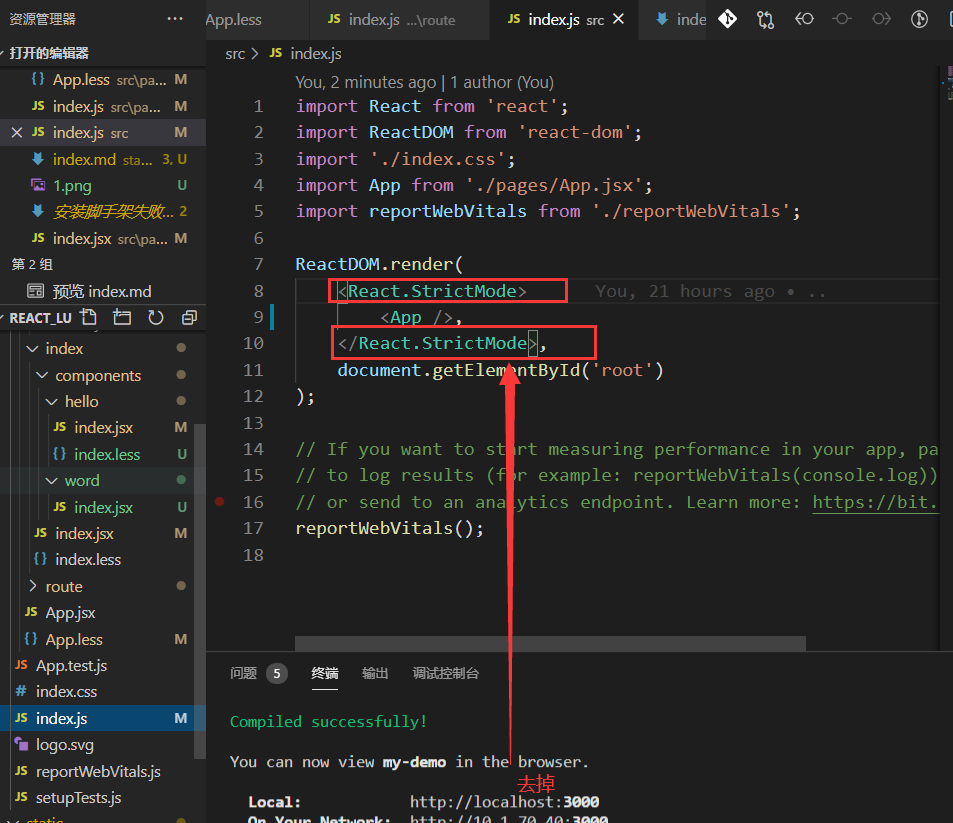 资源管理器 ···
打开的编辑器
{} App.less src\pa... M
JS index.js src\pa... M
JS index.js src M
index.md sta... 3, U
1.png U
安装脚手架失败... 2
JS index.jsx src\pa... M
第 2 组
预览 index.md
REACT_LU
index
components
hello
JS index.jsx M
{} index.less U
word
JS index.jsx U
JS index.jsx M
{} index.less
route
JS App.jsx
{} App.less M
JS App.test.js
# index.css
JS index.js M
logo.svg
JS reportWebVitals.js
JS setupTests.js
static
App.less JS index.js ...\route JS index.js src inde
src > JS index.js
You, 2 minutes ago | 1 author (You)
1 import React from 'react';
2 import ReactDOM from 'react-dom';
3 import './index.css';
4 import App from './pages/App.jsx';
5 import reportWebVitals from './reportWebVitals';
6
7 ReactDOM.render(
8 <React.StrictMode> You, 21 hours ago • ..
9 <App />,
10 </React.StrictMode>,
11 document.getElementById('root')
12 );
13
14 // If you want to start measuring performance in your app, pa
15 // to log results (for example: reportWebVitals(console.log))
16 // or send to an analytics endpoint. Learn more: https://bit.
17 reportWebVitals();
18
问题 5 终端 输出 调试控制台
Compiled successfully!
You can now view my-demo in the browser.
去掉
Local: http://localhost:3000
On Your Network: http://10.1.70.40:3000